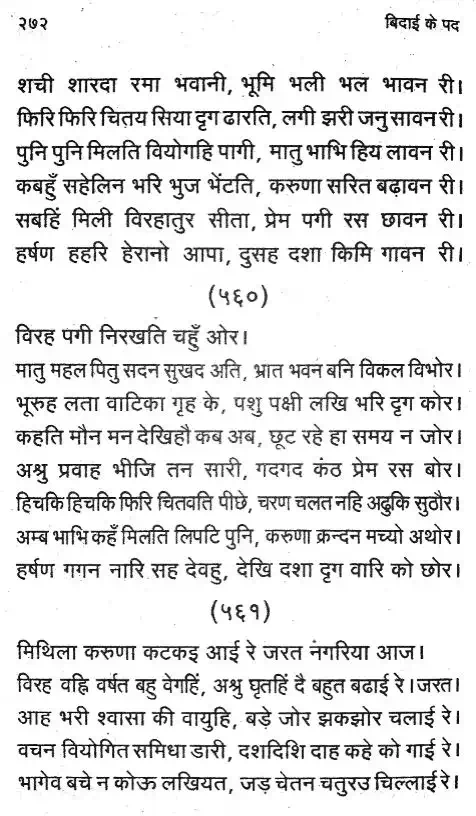 २७२ बिदाई के पद
शची शारदा रमा भवानी, भूमि भली भल भावन री।
फिरि फिरि चितय सिया दृग ढारति, लगी झरी जनु सावन री।
पुनि पुनि मिलति वियोगहि पागी, मातु भाभि हिय लावन री।
कबहुँ सहेलिन भरि भुज भेंटति, करुणा सरित बढ़ावन री।
सबहिं मिली विरहातुर सीता, प्रेम पगी रस छावन री।
हर्षण हहरि हेरानो आपा, दुसह दशा किमि गावन री।
(५६०)
विरह पगी निरखति चहुँ ओर।
मातु महल पितु सदन सुखद अति, भ्रात भवन बनि विकल विभोर।
भूरुह लता वाटिका गृह के, पशु पक्षी लखि भरि दृग कोर।
कहति मौन मन देखिहौ कब अब, छूट रहे हा समय न जोर।
अश्रु प्रवाह भीजि तन सारी, गदगद कंठ प्रेम रस बोर।
हिचकि हिचकि फिरि चितवति पीछे, चरण चलत नहि अढुकि सुठौर।
अम्ब भाभि कहँ मिलति लिपटि पुनि, करुणा क्रन्दन मच्यो अथोर।
हर्षण गगन नारि सह देवहु, देखि दशा दृग वारि को छोर।
(५६१)
मिथिला करुणा कटकइ आई रे जरत नंगरिया आज।
विरह वह्नि वर्षत बहु वेगहिं, अश्रु घृतहिं दै बहुत बढाई रे।जरत।
आह भरी श्वासा की वायुहि, बड़े जोर झकझोर चलाई रे।
वचन वियोगित समिधा डारी, दशदिशि दाह कहे को गाई रे।
भागेव बचे न कोऊ लखियत, जड़ चेतन चतुरउ चिल्लाई रे।